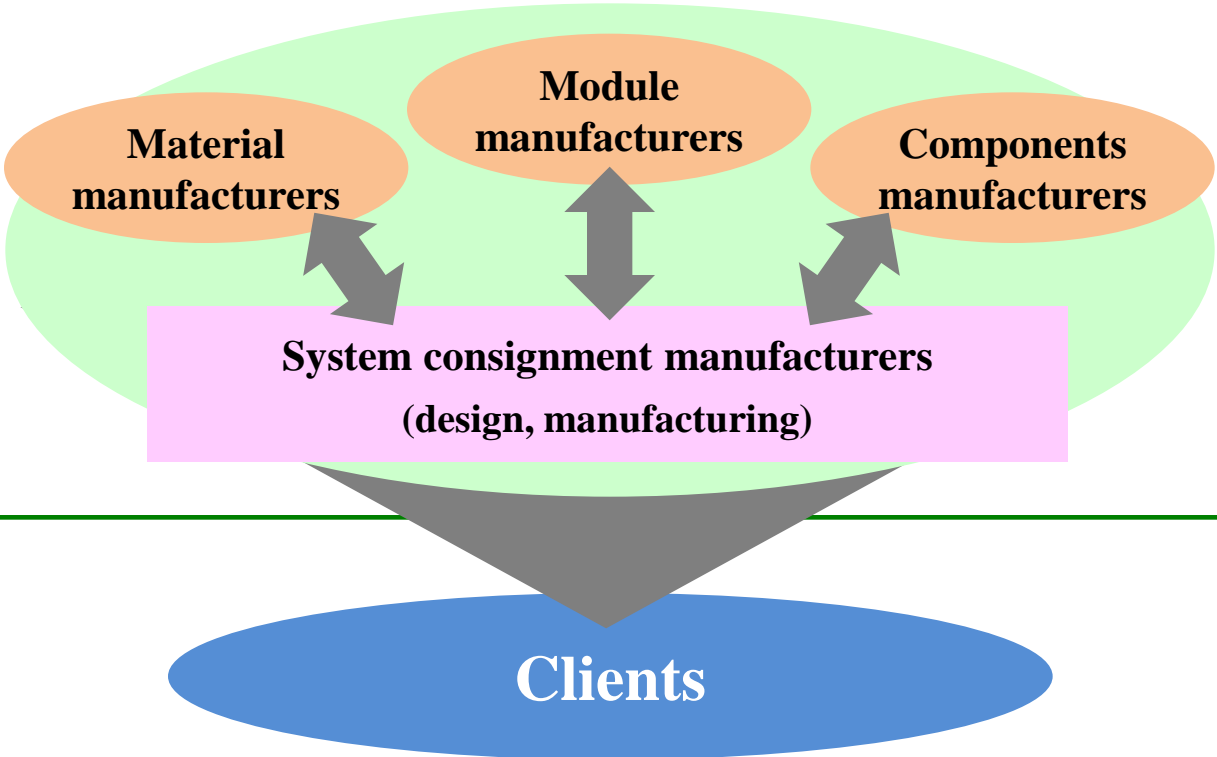 Module
manufacturers
Material
manufacturers
Components
manufacturers
System consignment manufacturers
(design, manufacturing)
Clients